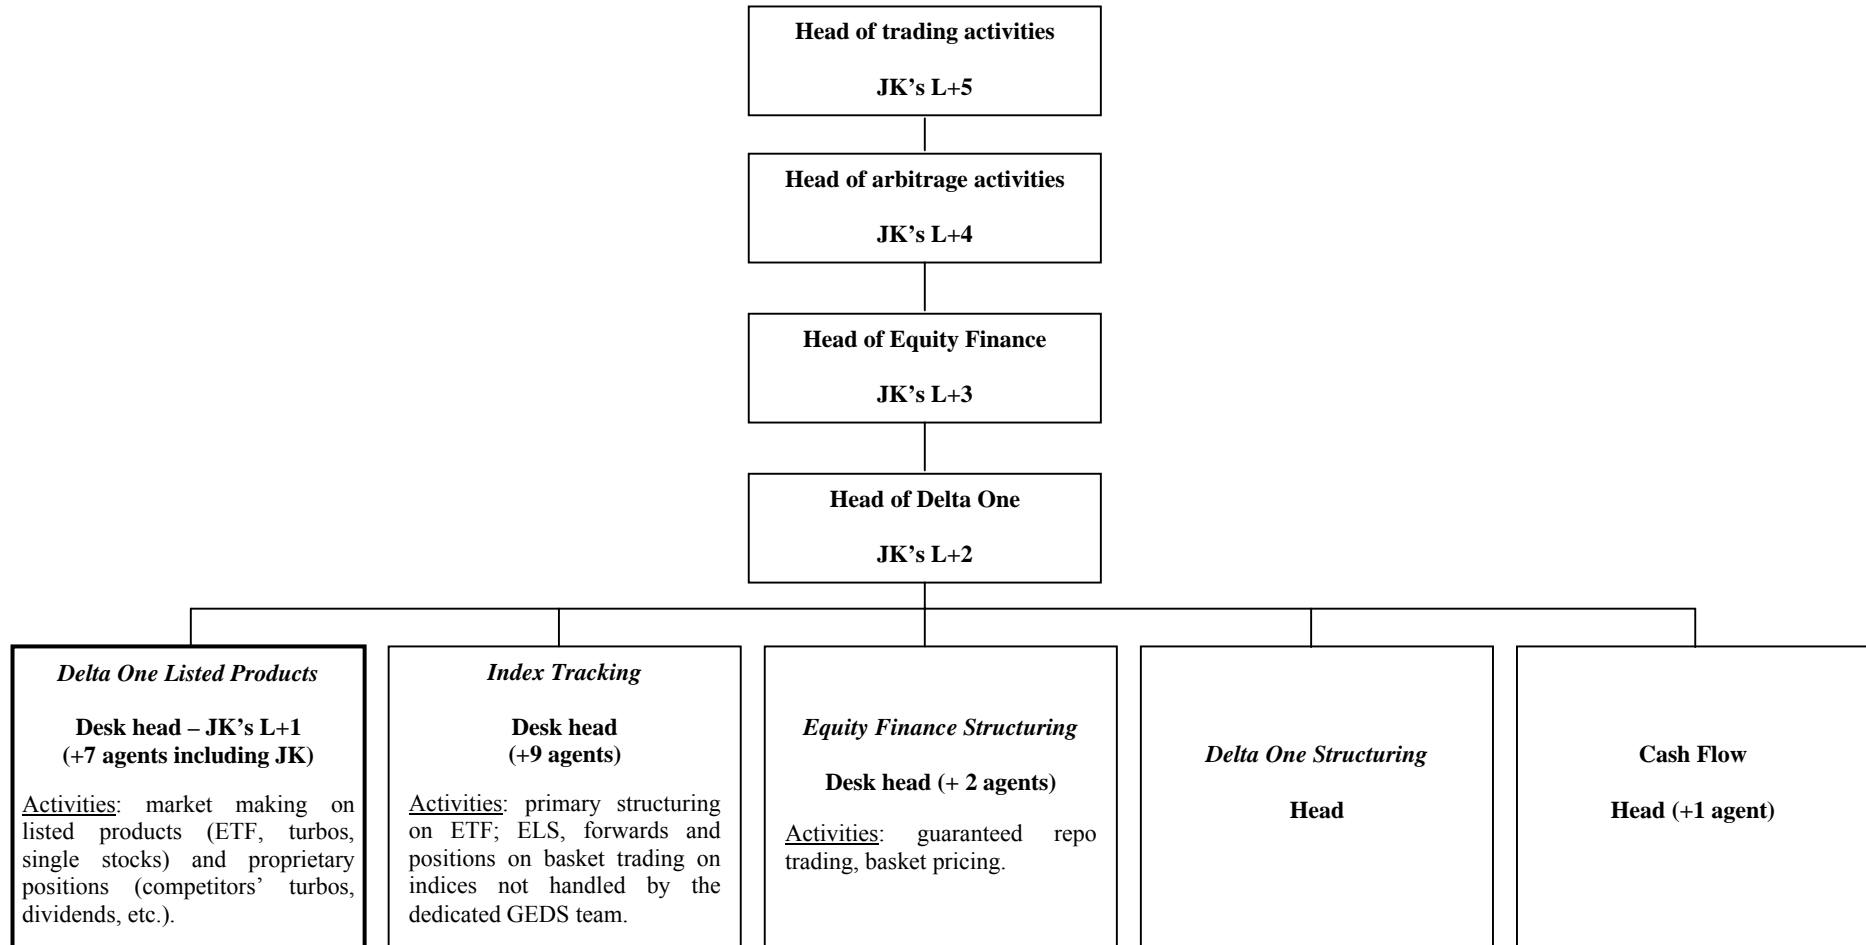 Head of trading activities
JK’s L+5
Head of arbitrage activities
JK’s L+4
Head of Equity Finance
JK’s L+3
Head of Delta One
JK’s L+2
Delta One Listed Products
Desk head – JK’s L+1
(+7 agents including JK)
Activities: market making on
listed products (ETF, turbos,
single stocks) and proprietary
positions (competitors’ turbos,
dividends, etc.).
Index Tracking
Desk head
(+9 agents)
Activities: primary structuring
on ETF; ELS, forwards and
positions on basket trading on
indices not handled by the
dedicated GEDS team.
Equity Finance Structuring
Desk head (+ 2 agents)
Activities: guaranteed repo
trading, basket pricing.
Delta One Structuring
Head
Cash Flow
Head (+1 agent)